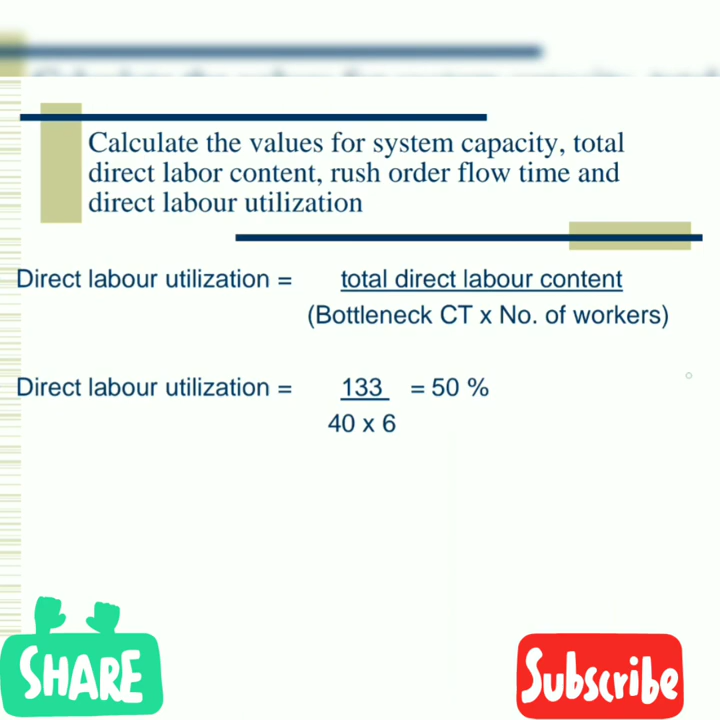 Calculate the values for system capacity, total
direct labor content, rush order flow time and
direct labour utilization
Direct labour utilization = total direct labour content
(Bottleneck CT x No. of workers)
Direct labour utilization = 133 = 50 %
40 x 6
SHARE
Subscribe